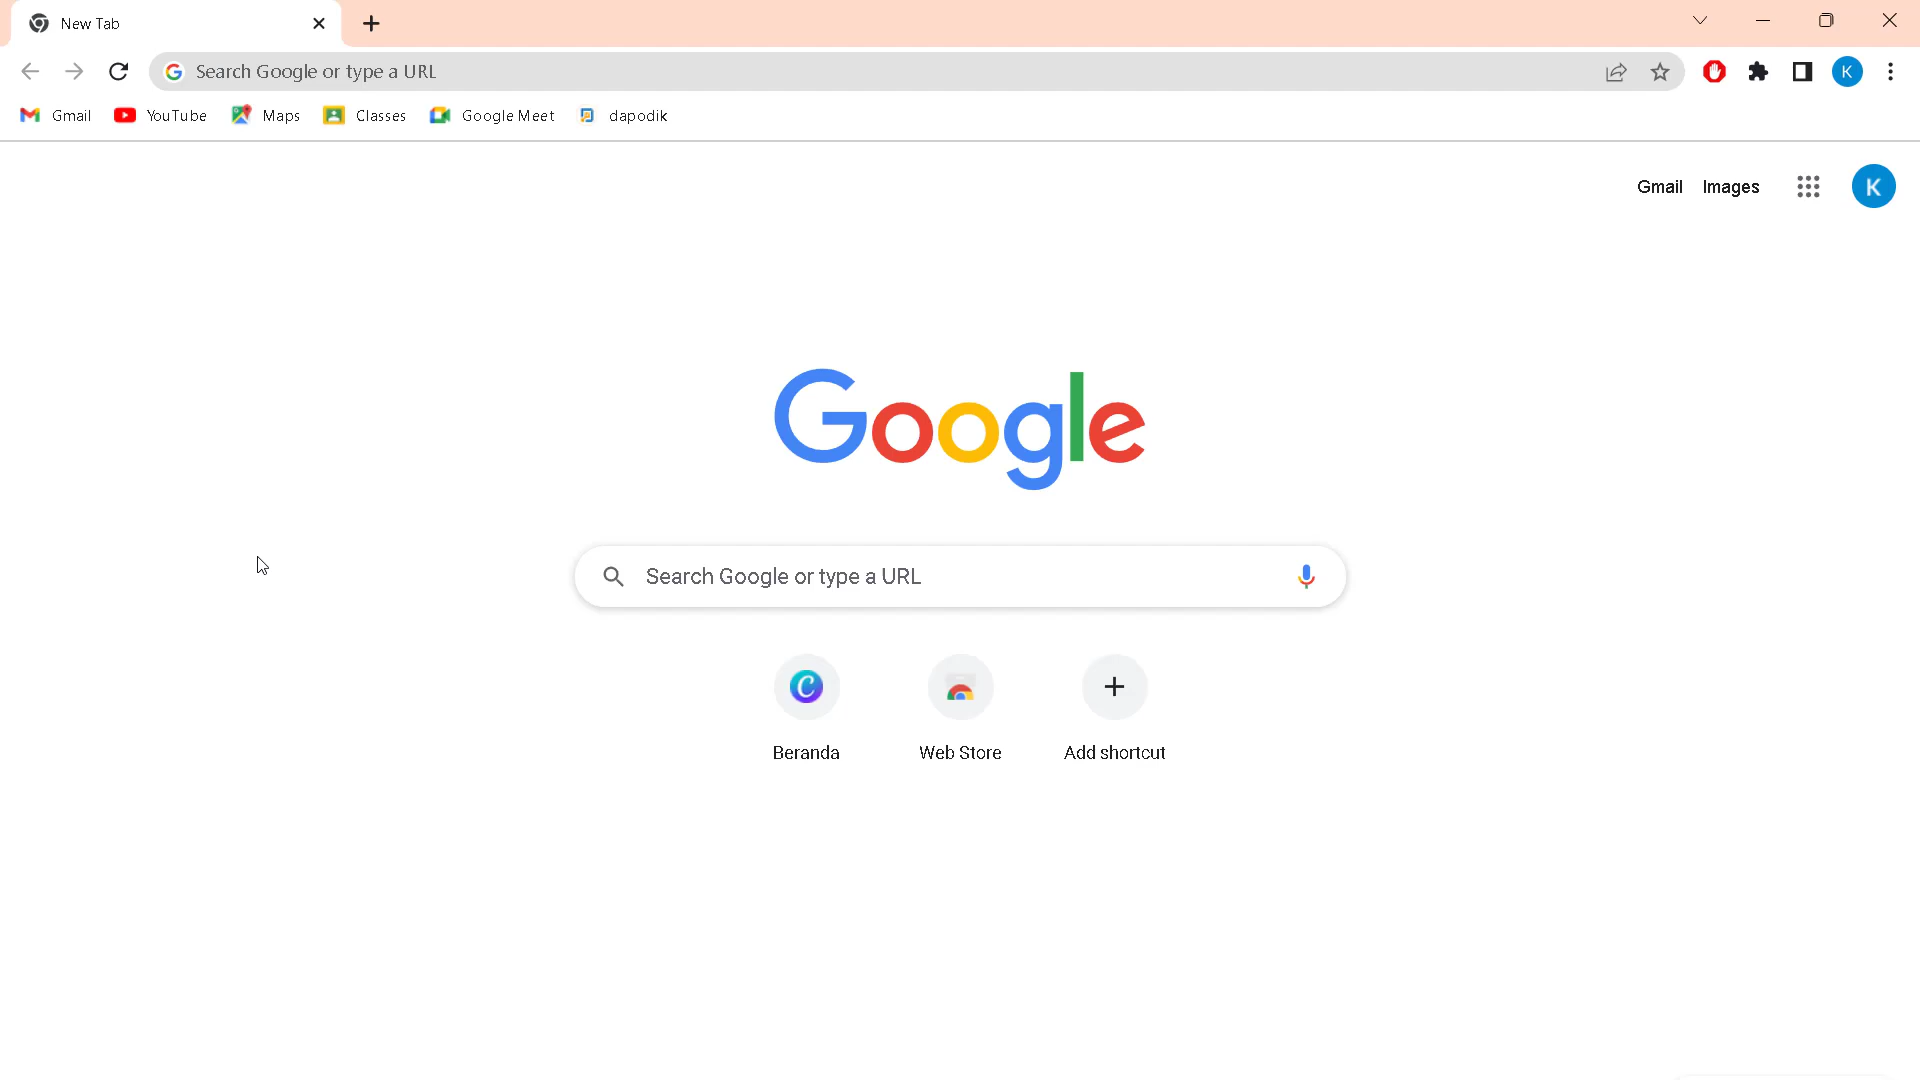 New Tab
Search Google or type a URL
K
Gmail YouTube Maps Classes Google Meet dapodik
Gmail Images K
Google
Search Google or type a URL
C
Beranda Web Store Add shortcut